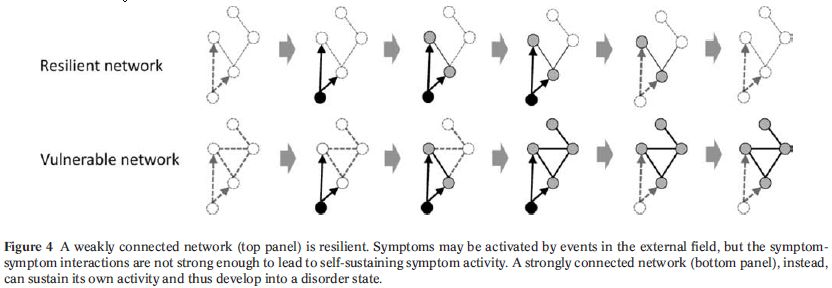 Resilient network
Vulnerable network
Figure 4 A weakly connected network (top panel) is resilient. Symptoms may be activated by events in the external field, but the symptom-
symptom interactions are not strong enough to lead to self-sustaining symptom activity. A strongly connected network (bottom panel), instead,
can sustain its own activity and thus develop into a disorder state.